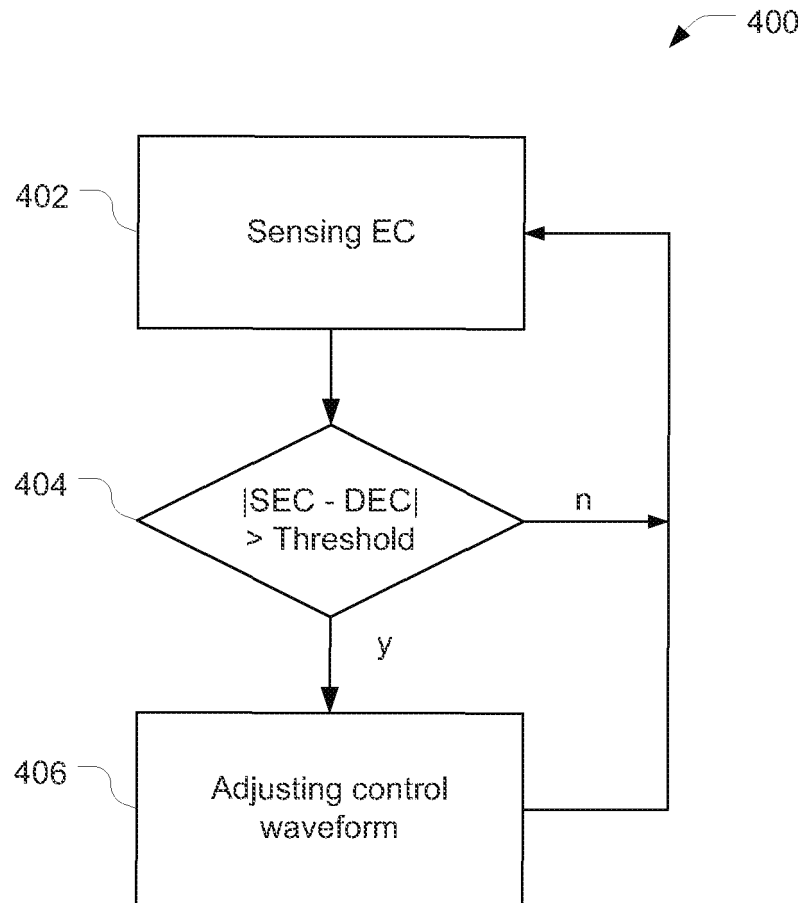 400
402
Sensing EC
404
|SEC - DEC|
> Threshold
n
y
406
Adjusting control
waveform